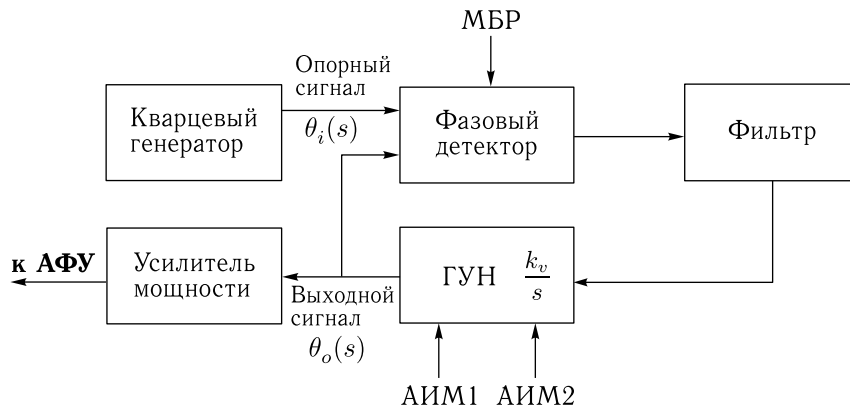 МБР
Опорный
сигнал
θᵢ(s)
Кварцевый
генератор
Фазовый
детектор
Фильтр
к АФУ
Усилитель
мощности
Выходной
сигнал
θₒ(s)
ГУН kᵥ/s
АИМ1 АИМ2